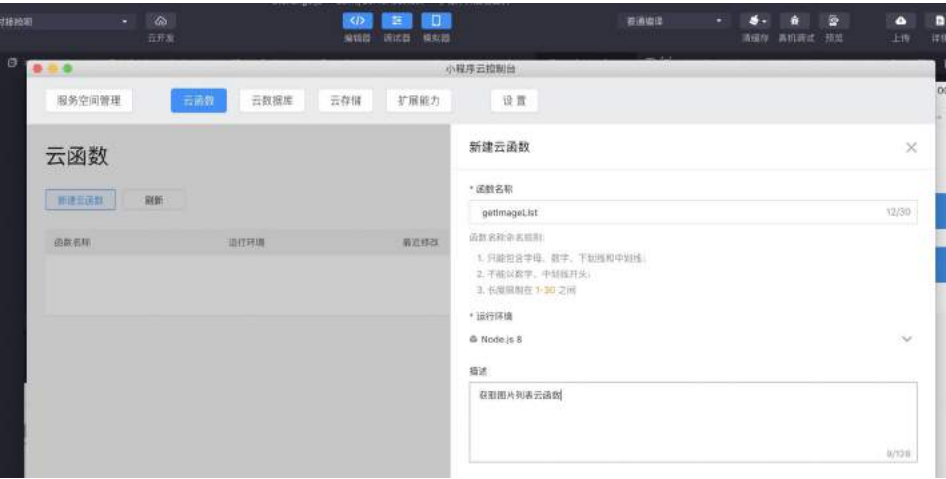 云开发
编辑器 调试器 模拟器
普通编译
清缓存 真机调试 预览
上传
小程序云控制台
服务空间管理 云函数 云数据库 云存储 扩展能力 设置
云函数
新建云函数 刷新
函数名称 运行环境 最近修改
新建云函数
* 函数名称
getImageList 12/30
函数名称命名规则:
1. 只能包含字母、数字、下划线和中划线;
2. 不能以数字、中划线开头;
3. 长度限制在 1-30 之间
* 运行环境
Node.js 8
描述
获取图片列表云函数